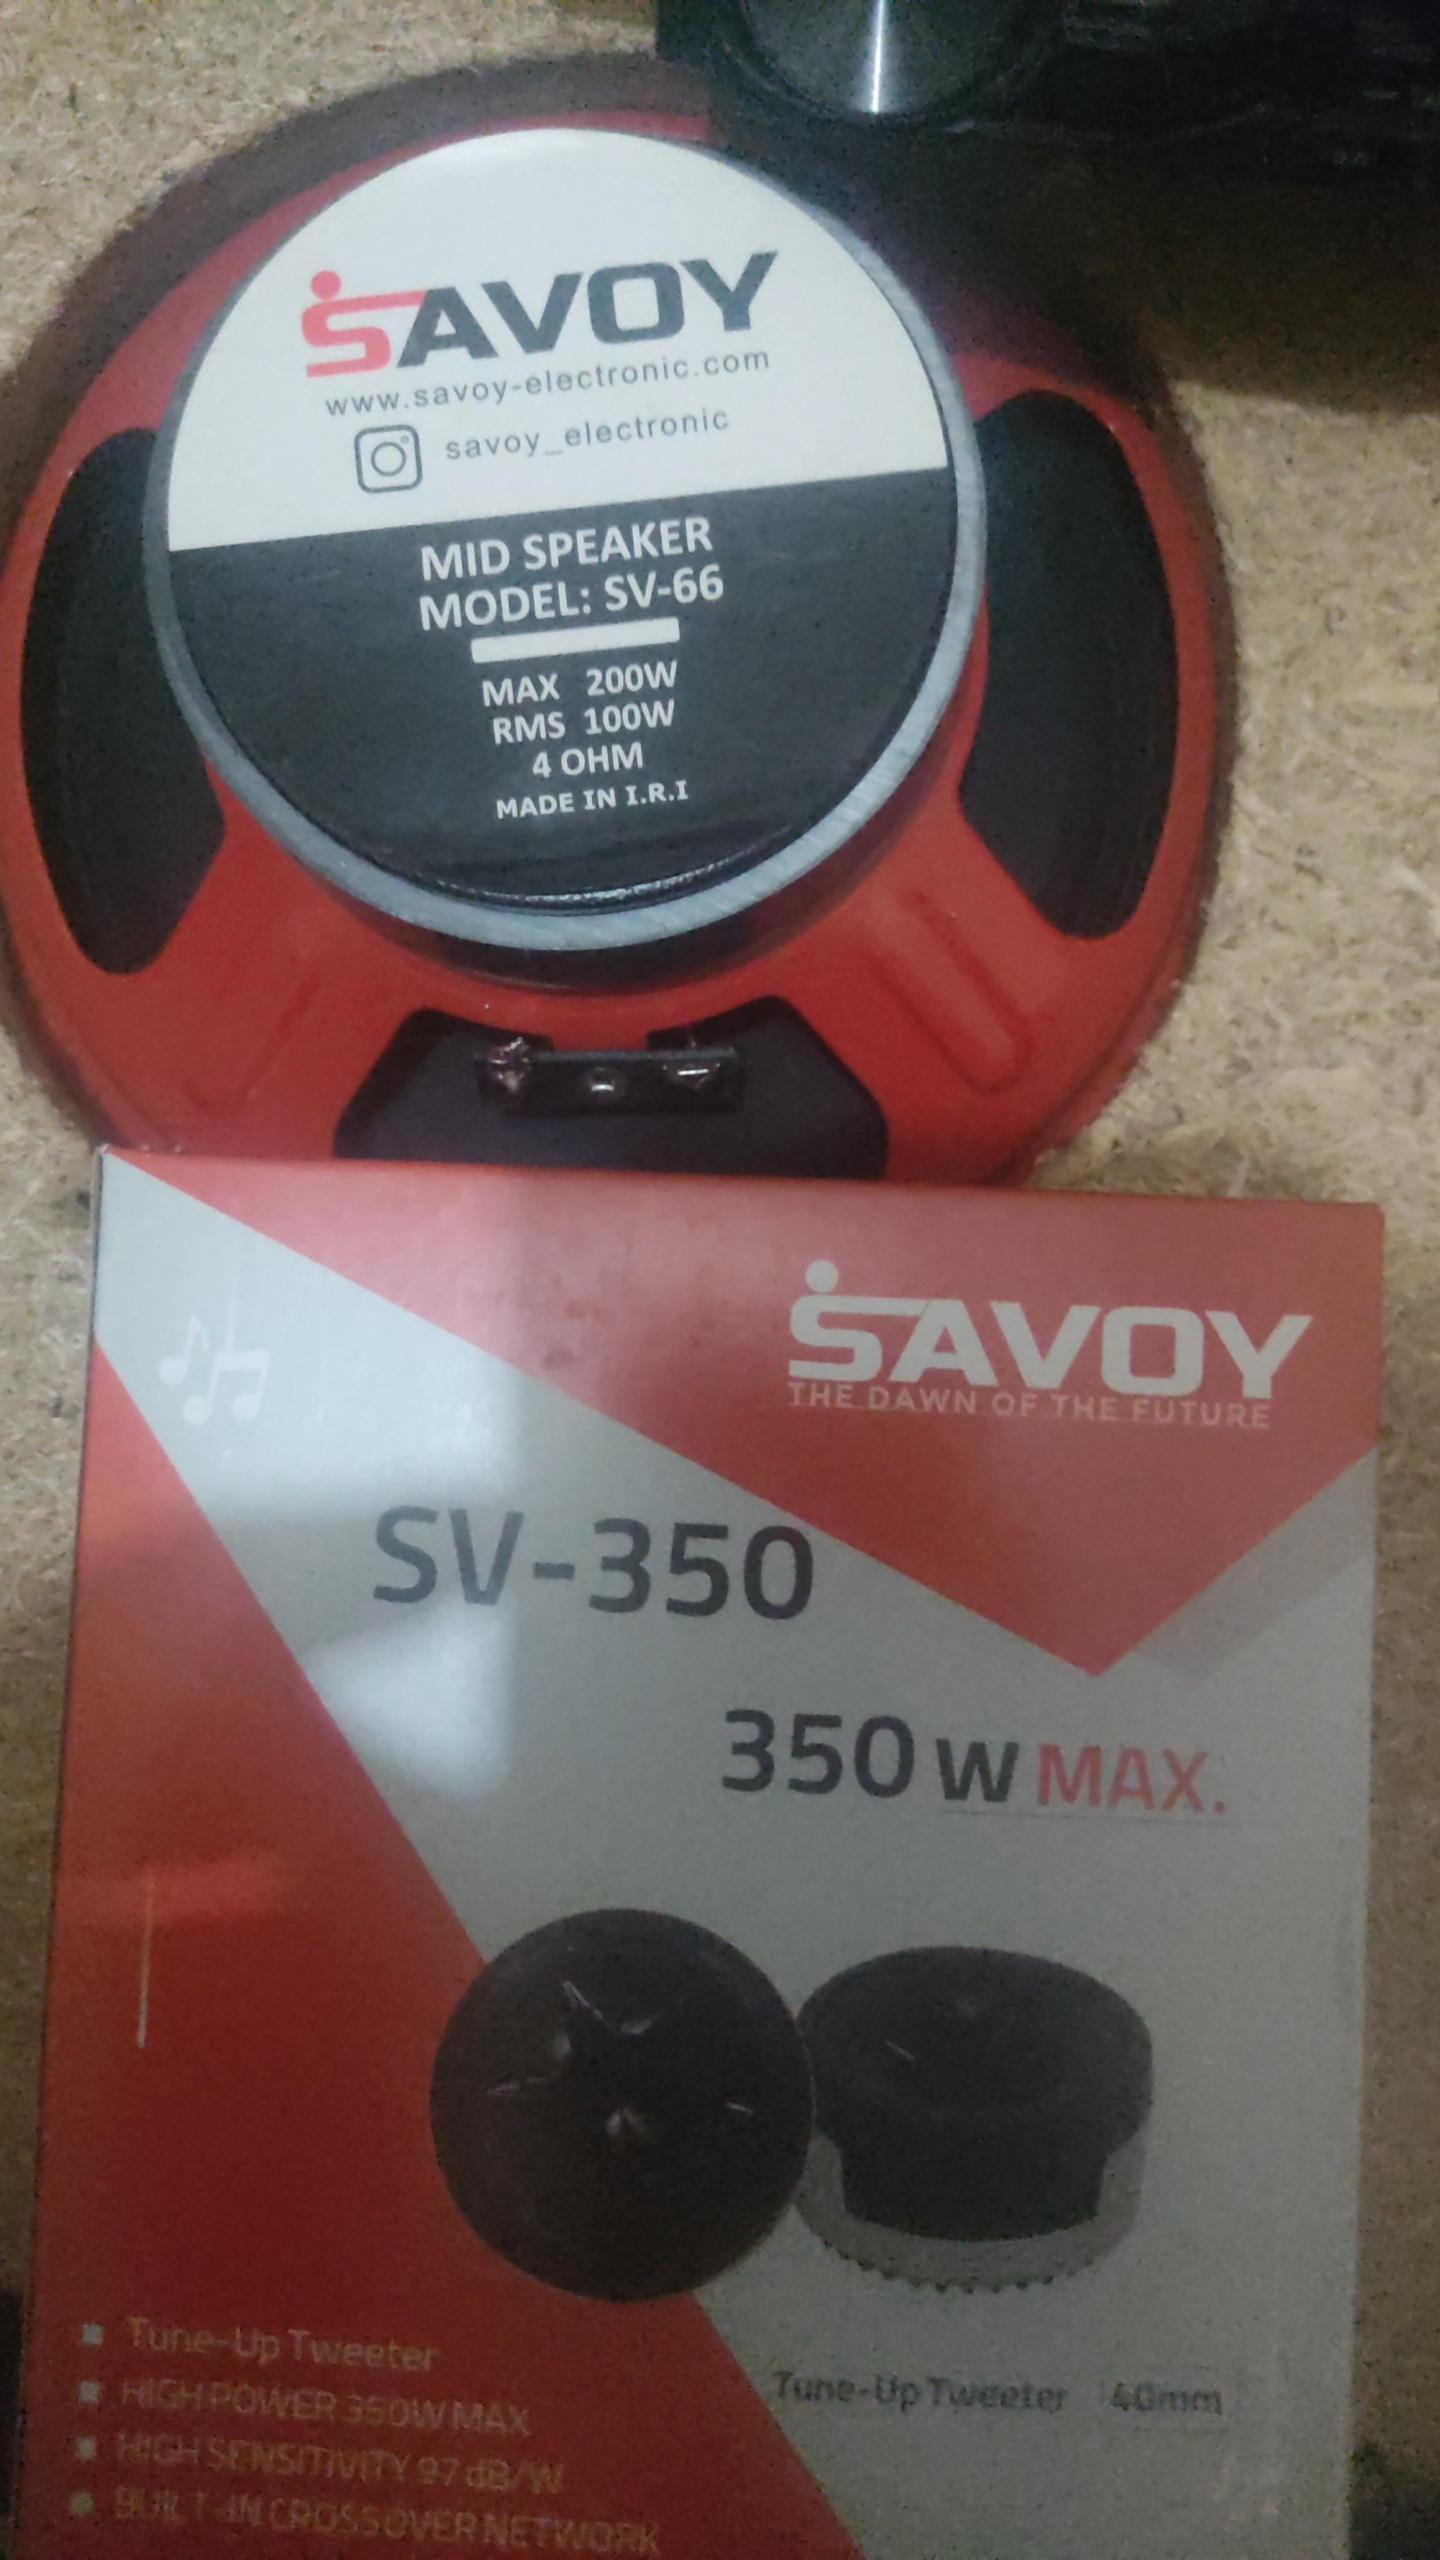 SAVOY
www.savoy-electronic.com
savoy_electronic
MID SPEAKER
MODEL: SV-66
MAX 200W
RMS 100W
4 OHM
MADE IN I.R.I
SAVOY
THE DAWN OF THE FUTURE
SV-350
350 W MAX.
Tune-Up Tweeter 40mm
Tune-Up Tweeter
HIGH POWER 350W MAX
HIGH SENSITIVITY 97 dB/W
BUILT-IN CROSSOVER NETWORK